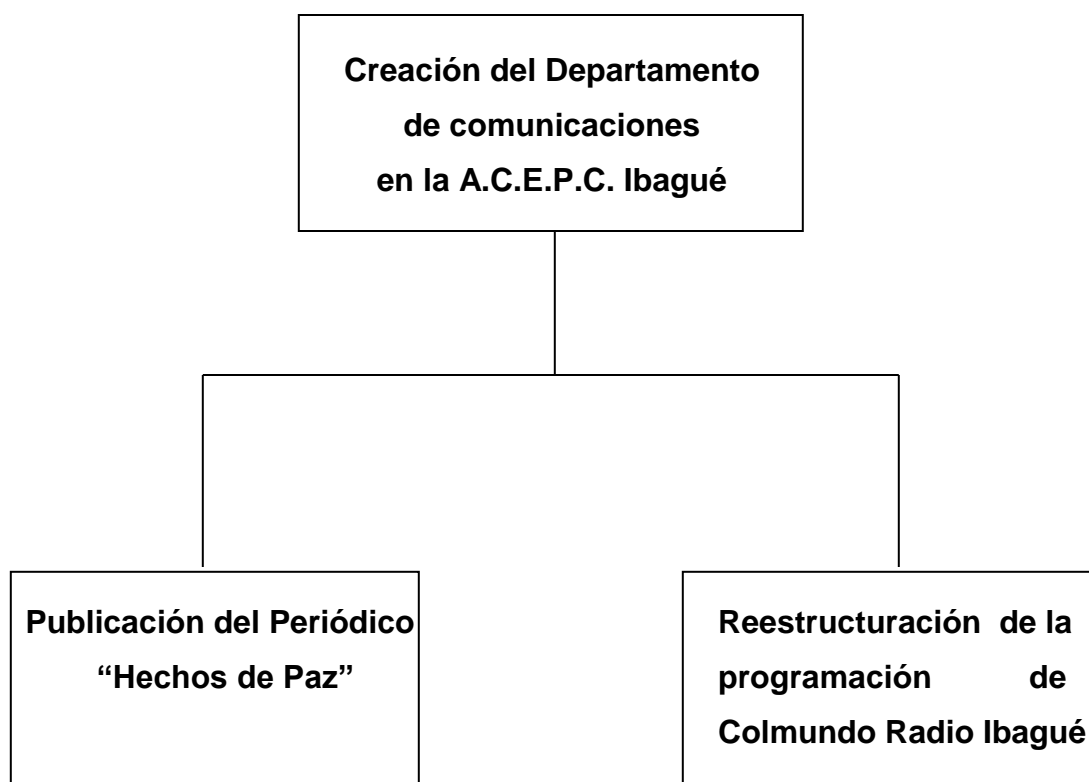 Creación del Departamento
de comunicaciones
en la A.C.E.P.C. Ibagué
Publicación del Periódico
“Hechos de Paz”
Reestructuración de la
programación de
Colmundo Radio Ibagué